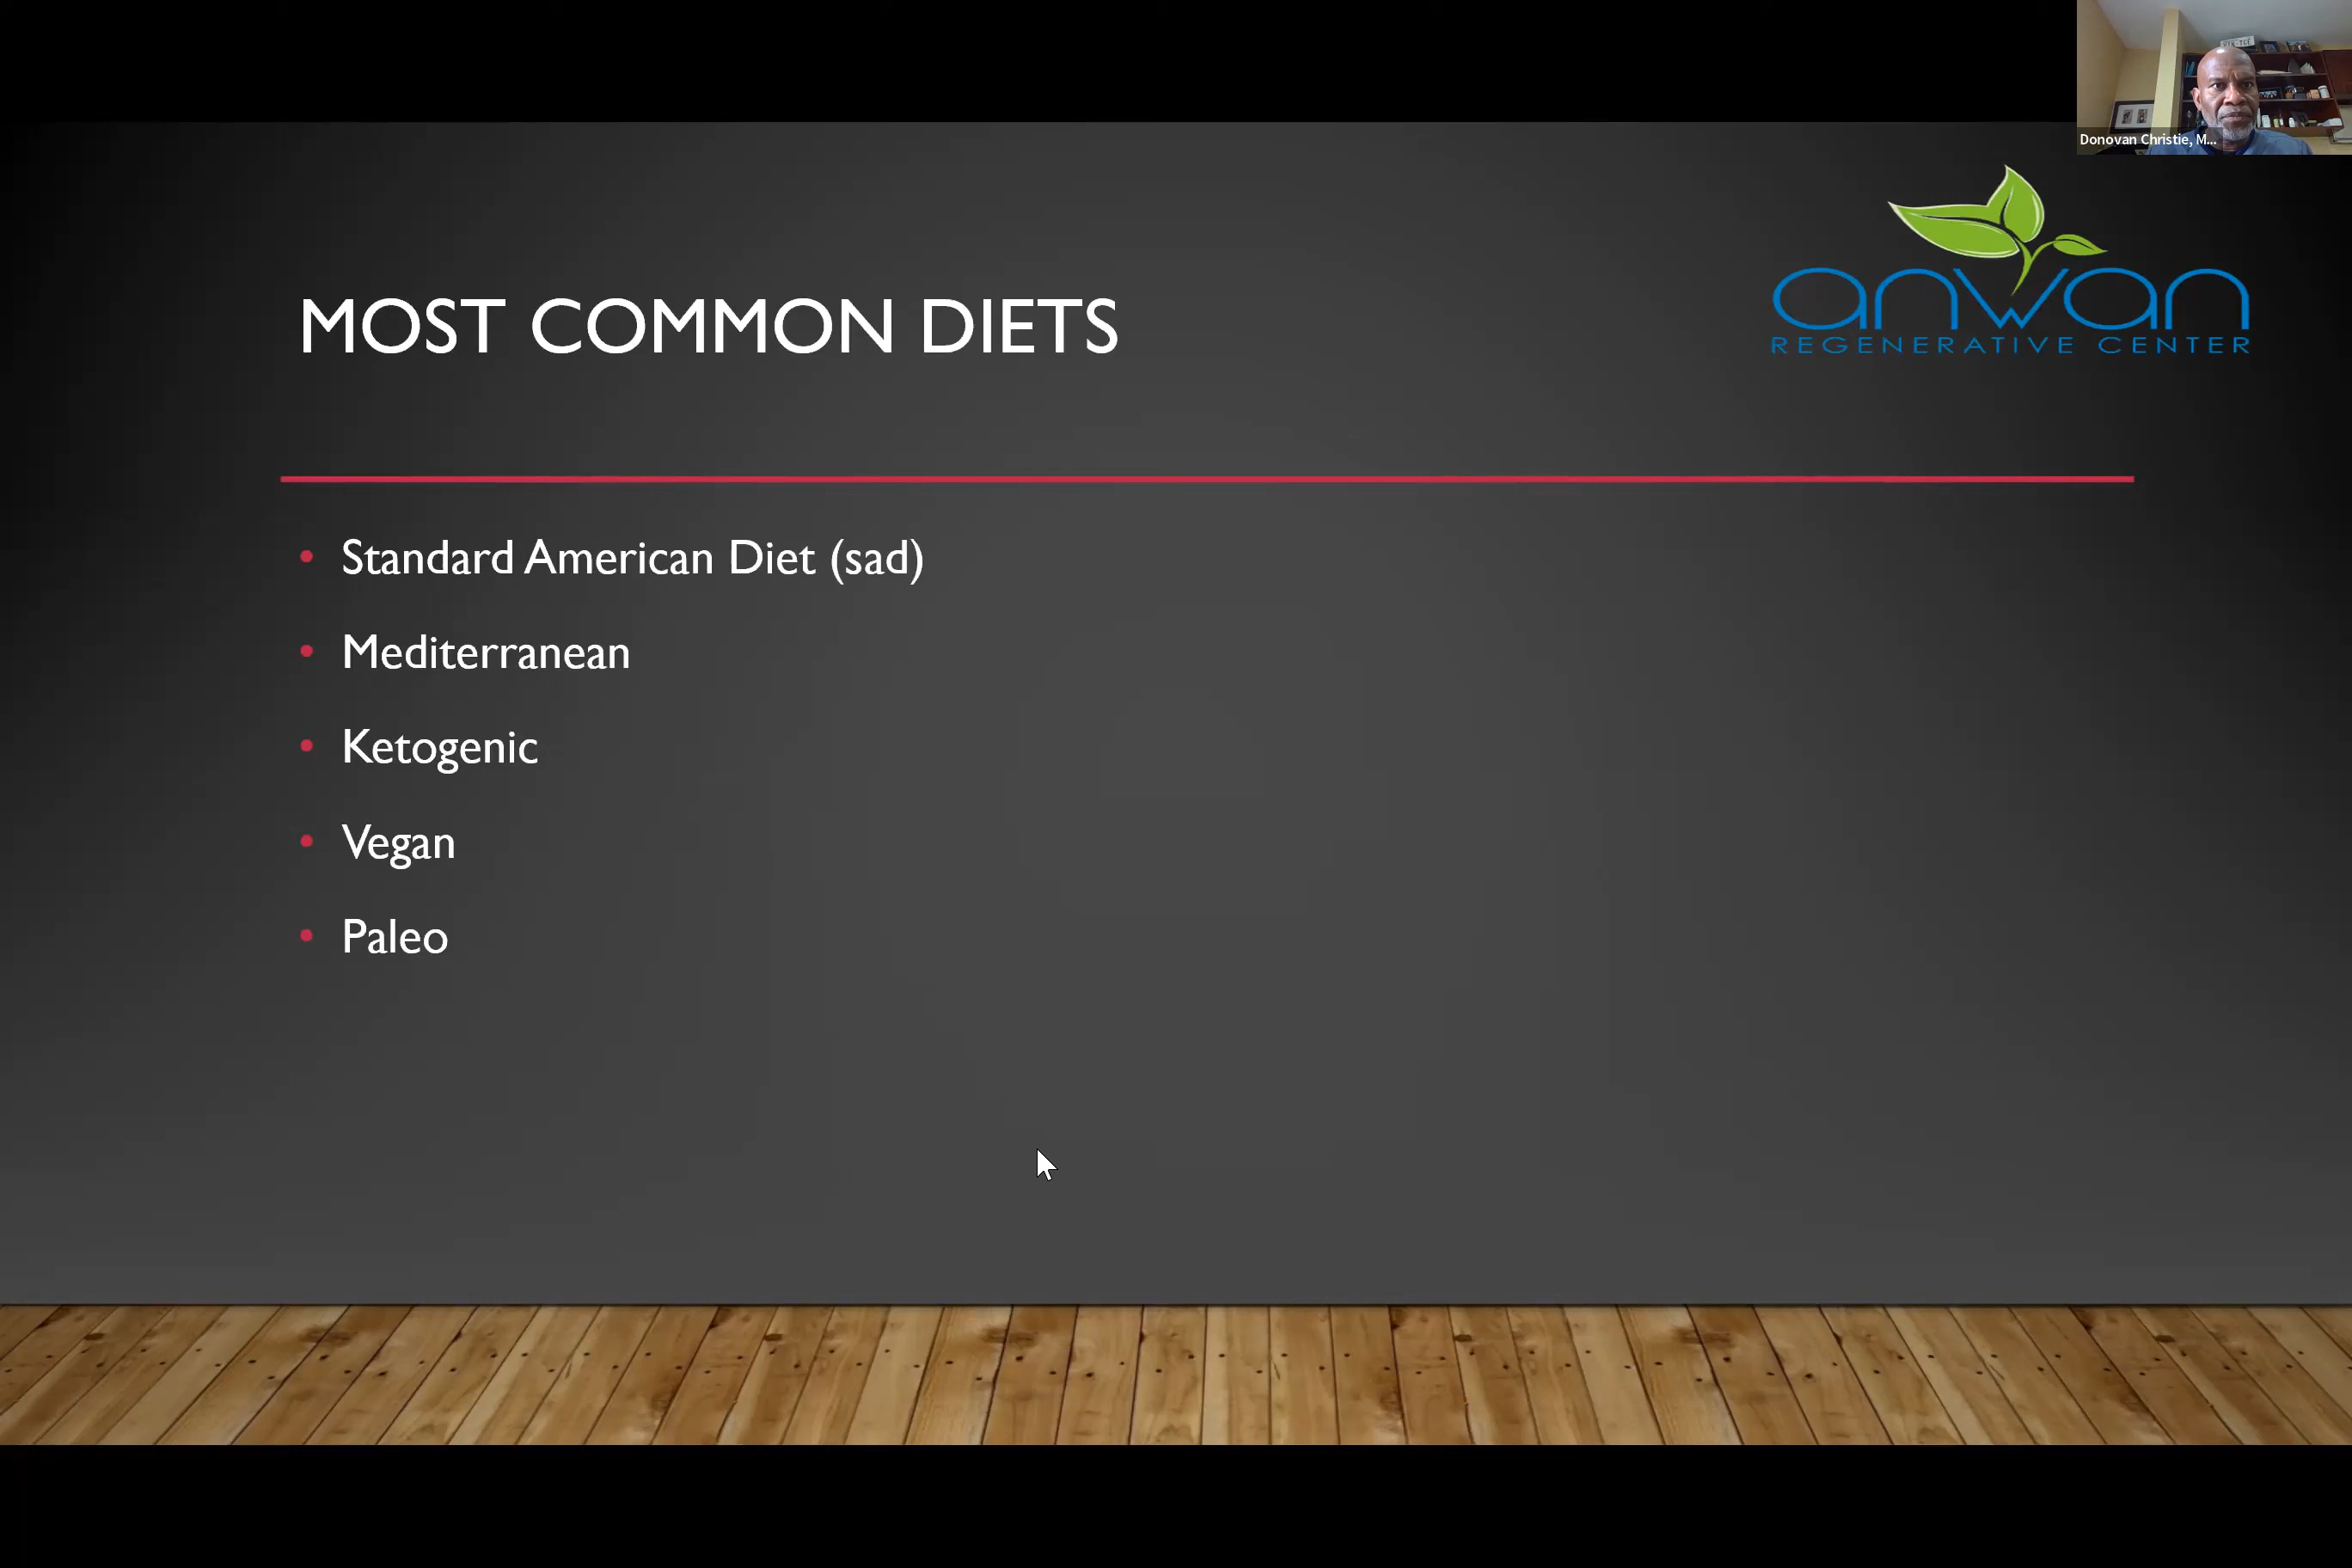 Donovan Christie, M...
anwan
REGENERATIVE CENTER
MOST COMMON DIETS
• Standard American Diet (sad)
• Mediterranean
• Ketogenic
• Vegan
• Paleo